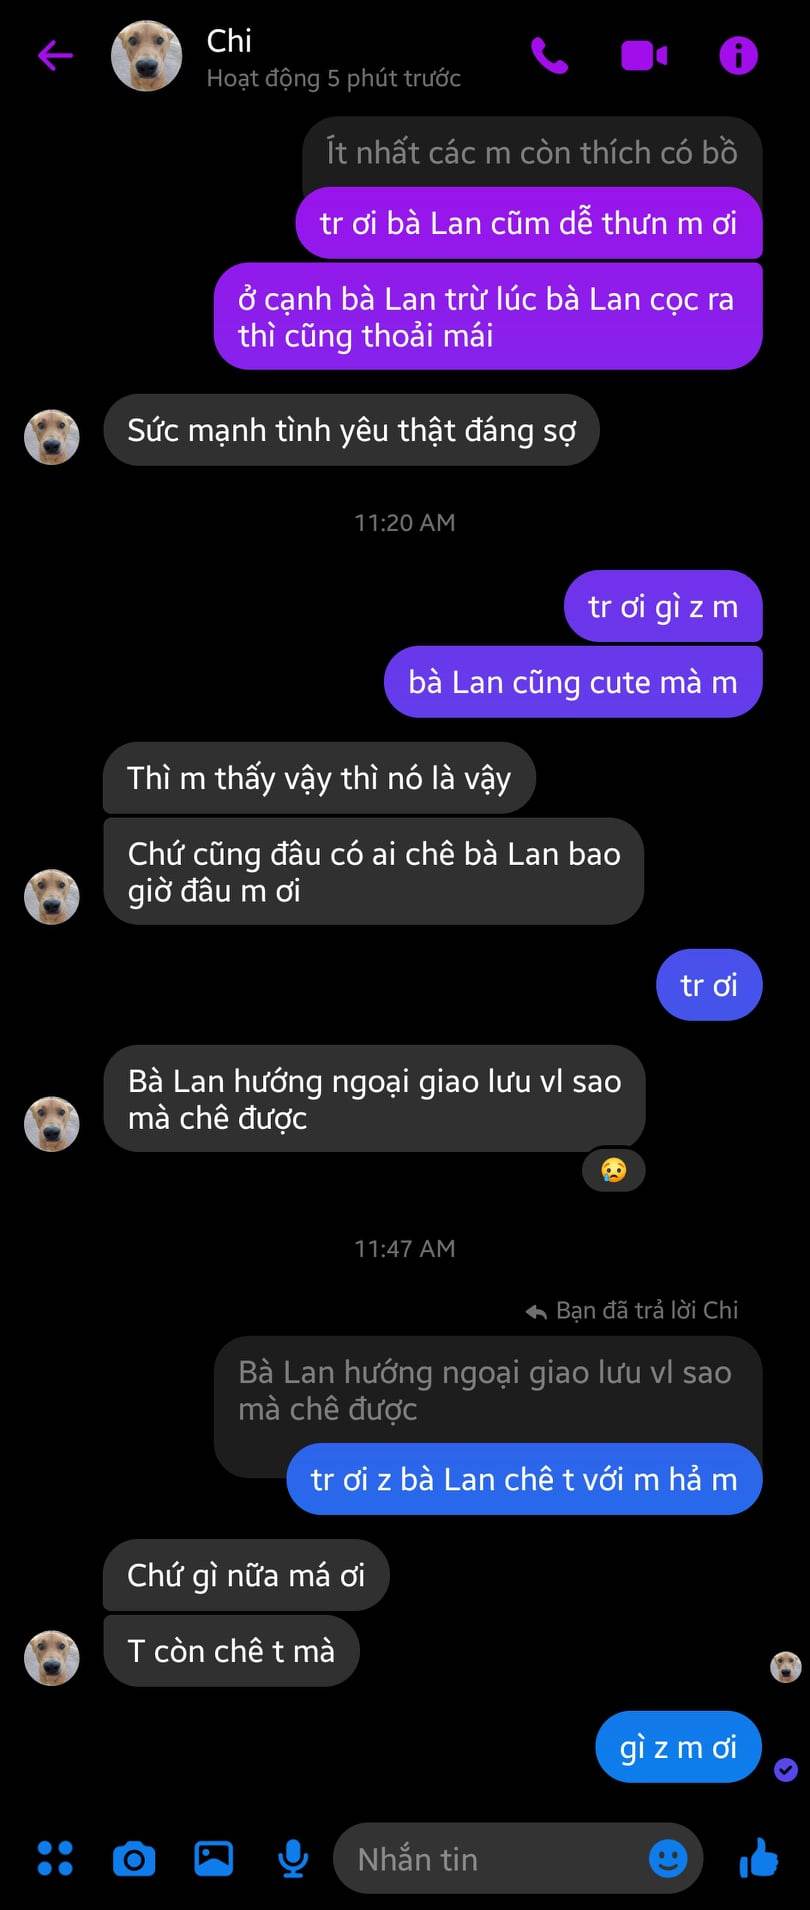 Chi
Hoạt động 5 phút trước
Ít nhất các m còn thích có bồ
tr ơi bà Lan cũm dễ thưn m ơi
ở cạnh bà Lan trừ lúc bà Lan cọc ra
thì cũng thoải mái
Sức mạnh tình yêu thật đáng sợ
11:20 AM
tr ơi gì z m
bà Lan cũng cute mà m
Thì m thấy vậy thì nó là vậy
Chứ cũng đâu có ai chê bà Lan bao
giờ đâu m ơi
tr ơi
Bà Lan hướng ngoại giao lưu vl sao
mà chê được
11:47 AM
Bạn đã trả lời Chi
Bà Lan hướng ngoại giao lưu vl sao
mà chê được
tr ơi z bà Lan chê t với m hả m
Chứ gì nữa má ơi
T còn chê t mà
gì z m ơi
Nhắn tin